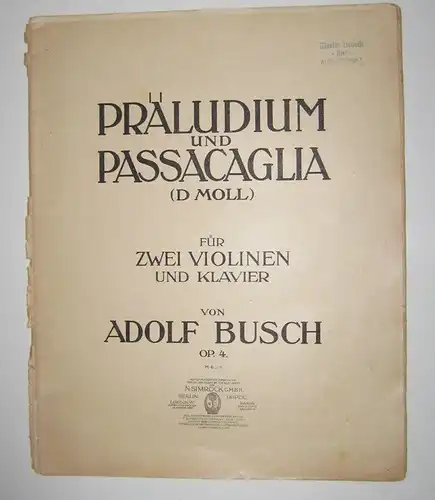 PRÄLUDIUM
UND
PASSACAGLIA
(D MOLL)
FÜR
ZWEI VIOLINEN
UND KLAVIER
VON
ADOLF BUSCH
OP. 4.
N. SIMROCK G.M.B.H.
BERLIN LEIPZIG